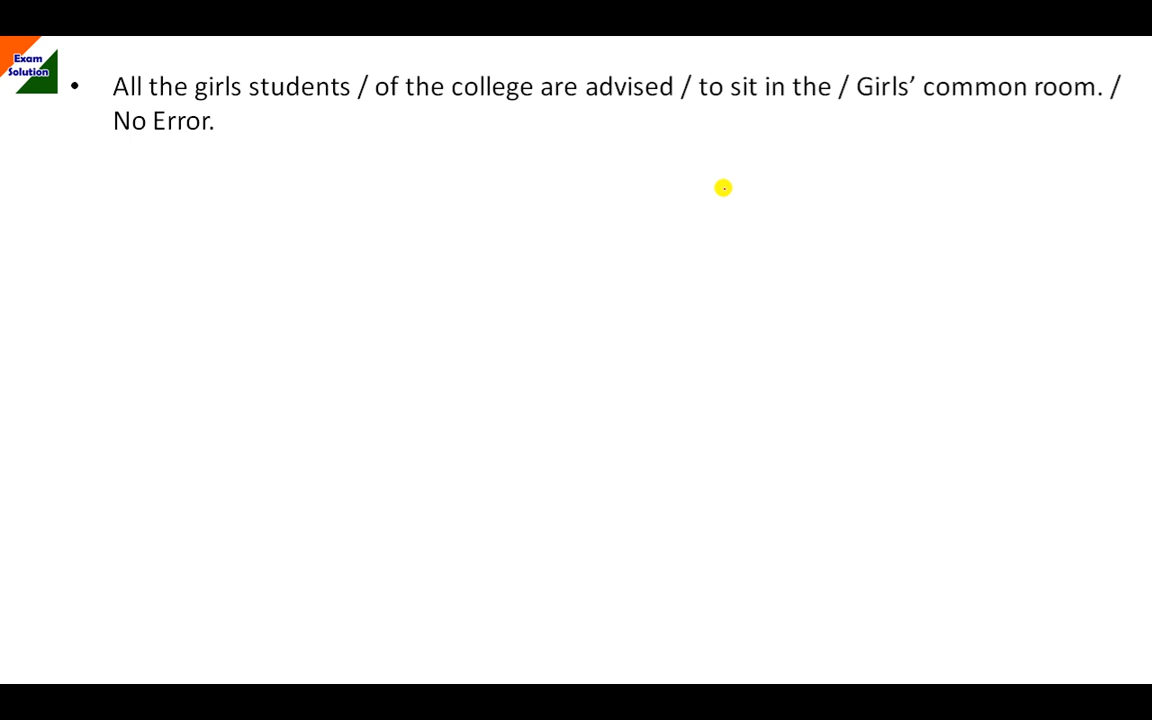 Exam
Solution
• All the girls students / of the college are advised / to sit in the / Girls’ common room. /
No Error.